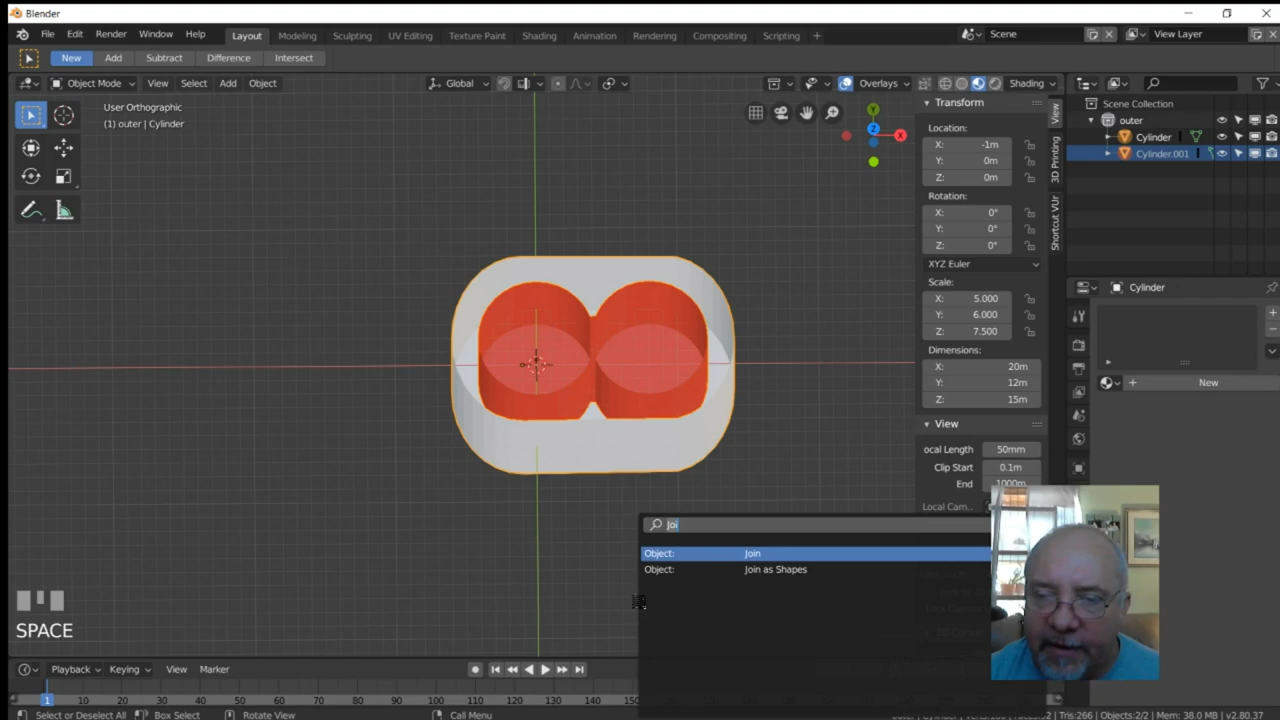 Blender
File Edit Render Window Help Layout Modeling Sculpting UV Editing Texture Paint Shading Animation Rendering Compositing Scripting + Scene View Layer
New Add Subtract Difference Intersect
Object Mode View Select Add Object Global Overlays Shading
User Orthographic
(1) outer | Cylinder
Transform
Location:
X: -1m
Y: 0m
Z: 0m
Rotation:
X: 0°
Y: 0°
Z: 0°
XYZ Euler
Scale:
X: 5.000
Y: 6.000
Z: 7.500
Dimensions:
X: 20m
Y: 12m
Z: 15m
View
ocal Length 50mm
Clip Start 0.1m
End 1000m
Local Cam..
View
3D Printing
Shortcut VUr
Y
Z
X
Scene Collection
outer
Cylinder
Cylinder.001
Cylinder
New
Joi
Object: Join
Object: Join as Shapes
SPACE
Playback Keying View Marker
1 10 20 30 40 50 60 70 80 90 100 110 120 130 140
Select or Deselect All Box Select Rotate View Call Menu
Tris:266 | Objects:2/2 | Mem: 38.0 MB | v2.80.37